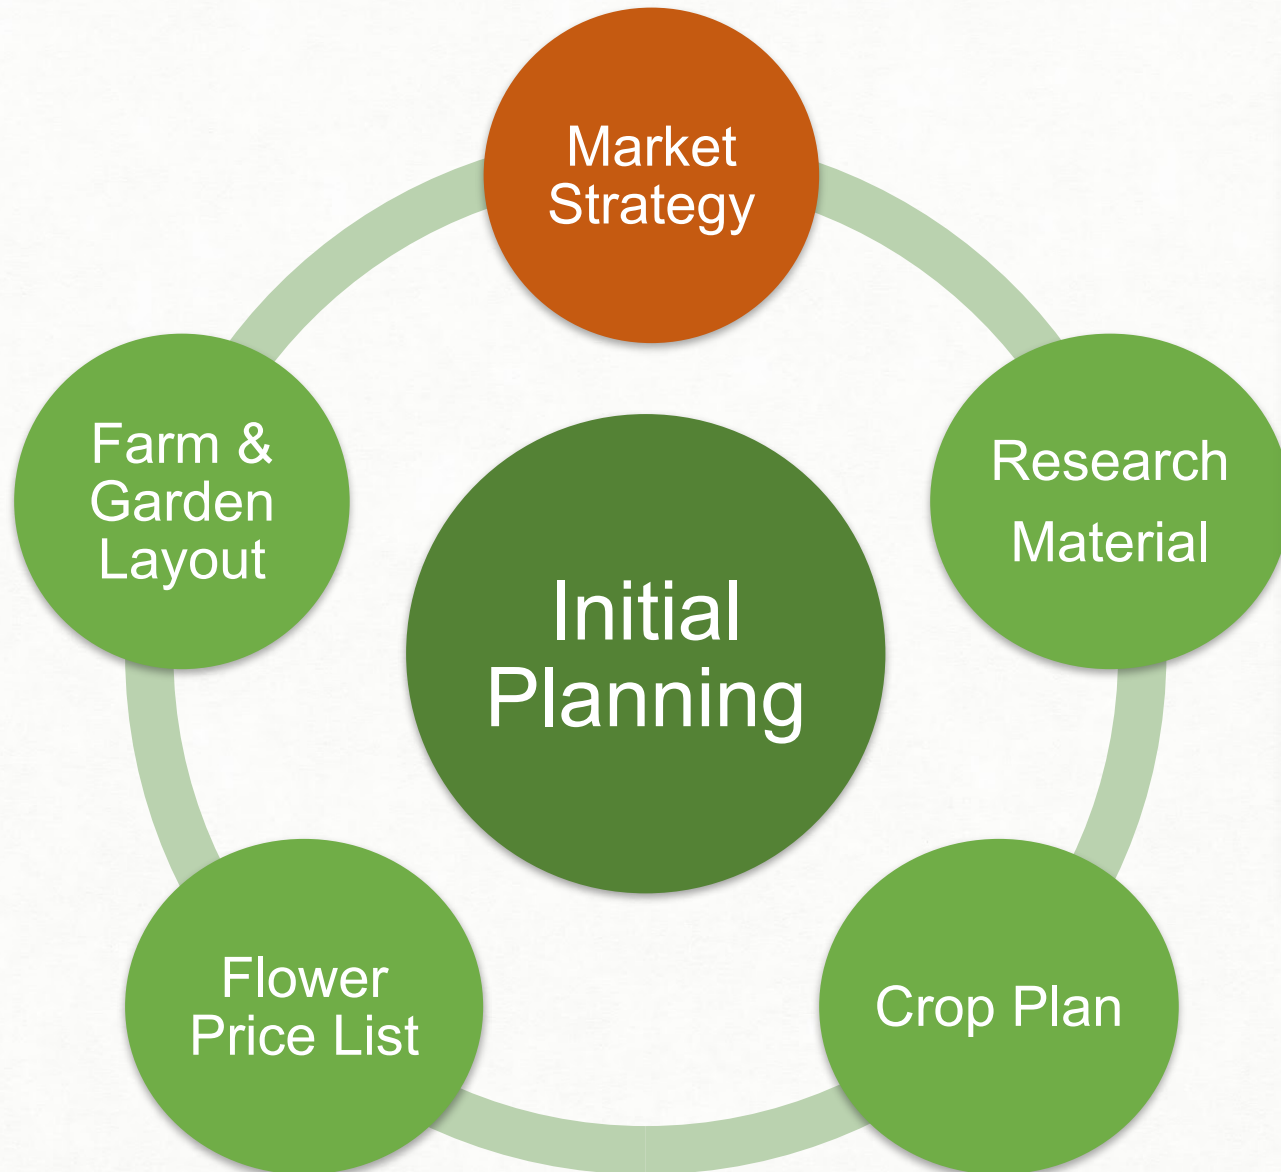 Market
Strategy
Research
Material
Crop Plan
Flower
Price List
Farm &
Garden
Layout
Initial
Planning